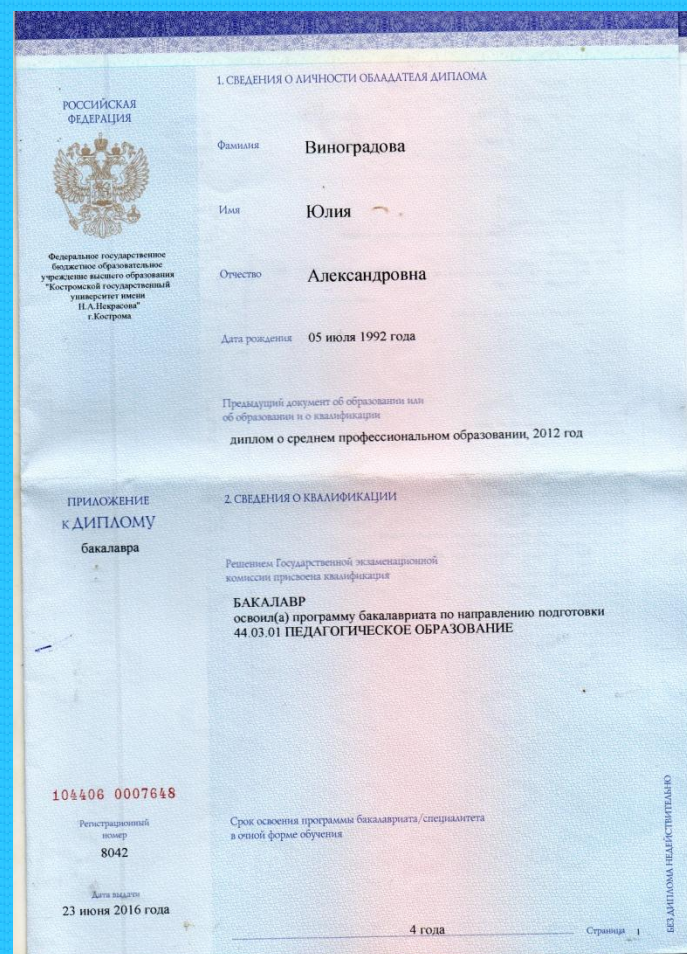 РОССИЙСКАЯ
ФЕДЕРАЦИЯ
Федеральное государственное
бюджетное образовательное
учреждение высшего образования
"Костромской государственный
университет имени
Н.А.Некрасова"
г.Кострома
1. СВЕДЕНИЯ О ЛИЧНОСТИ ОБЛАДАТЕЛЯ ДИПЛОМА
Фамилия Виноградова
Имя Юлия
Отчество Александровна
Дата рождения 05 июля 1992 года
Предыдущий документ об образовании или
об образовании и о квалификации
диплом о среднем профессиональном образовании, 2012 год
ПРИЛОЖЕНИЕ
к ДИПЛОМУ
бакалавра
104406 0007648
Регистрационный
номер
8042
Дата выдачи
23 июня 2016 года
2. СВЕДЕНИЯ О КВАЛИФИКАЦИИ
Решением Государственной экзаменационной
комиссии присвоена квалификация
БАКАЛАВР
освоил(а) программу бакалавриата по направлению подготовки
44.03.01 ПЕДАГОГИЧЕСКОЕ ОБРАЗОВАНИЕ
Срок освоения программы бакалавриата/специалитета
в очной форме обучения
4 года
Страница 1
БЕЗ ДИПЛОМА НЕДЕЙСТВИТЕЛЬНО